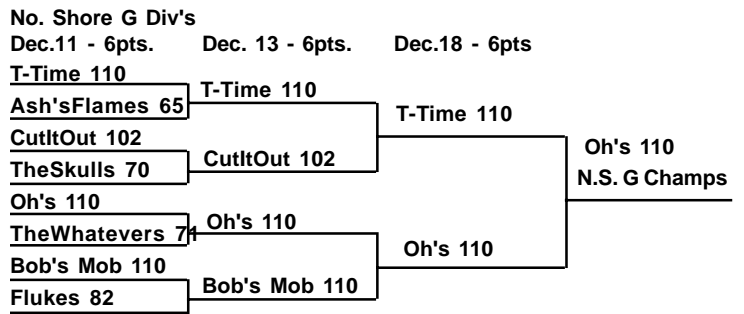 No. Shore G Div's
Dec.11 - 6pts. Dec. 13 - 6pts. Dec.18 - 6pts
T-Time 110
Ash'sFlames 65
CutItOut 102
TheSkulls 70
Oh's 110
TheWhatevers 71
Bob's Mob 110
Flukes 82
T-Time 110
CutItOut 102
Oh's 110
Bob's Mob 110
T-Time 110
Oh's 110
Oh's 110
N.S. G Champs